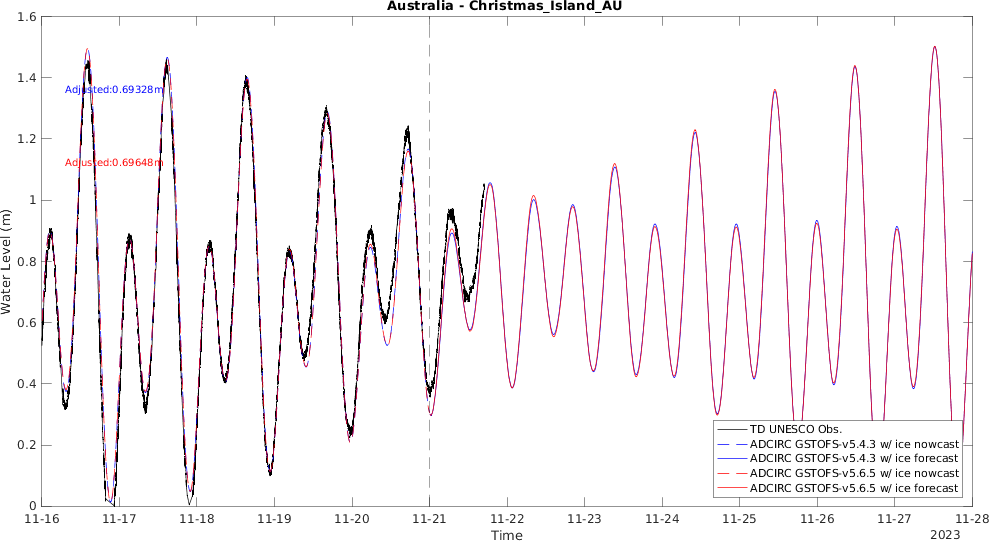 Australia - Christmas_Island_AU
Water Level (m)
1.6
1.4
1.2
1
0.8
0.6
0.4
0.2
0
Adjusted:0.69328m
Adjusted:0.69648m
TD UNESCO Obs.
ADCIRC GSTOFS-v5.4.3 w/ ice nowcast
ADCIRC GSTOFS-v5.4.3 w/ ice forecast
ADCIRC GSTOFS-v5.6.5 w/ ice nowcast
ADCIRC GSTOFS-v5.6.5 w/ ice forecast
11-16 11-17 11-18 11-19 11-20 11-21 11-22 11-23 11-24 11-25 11-26 11-27 11-28
Time
2023